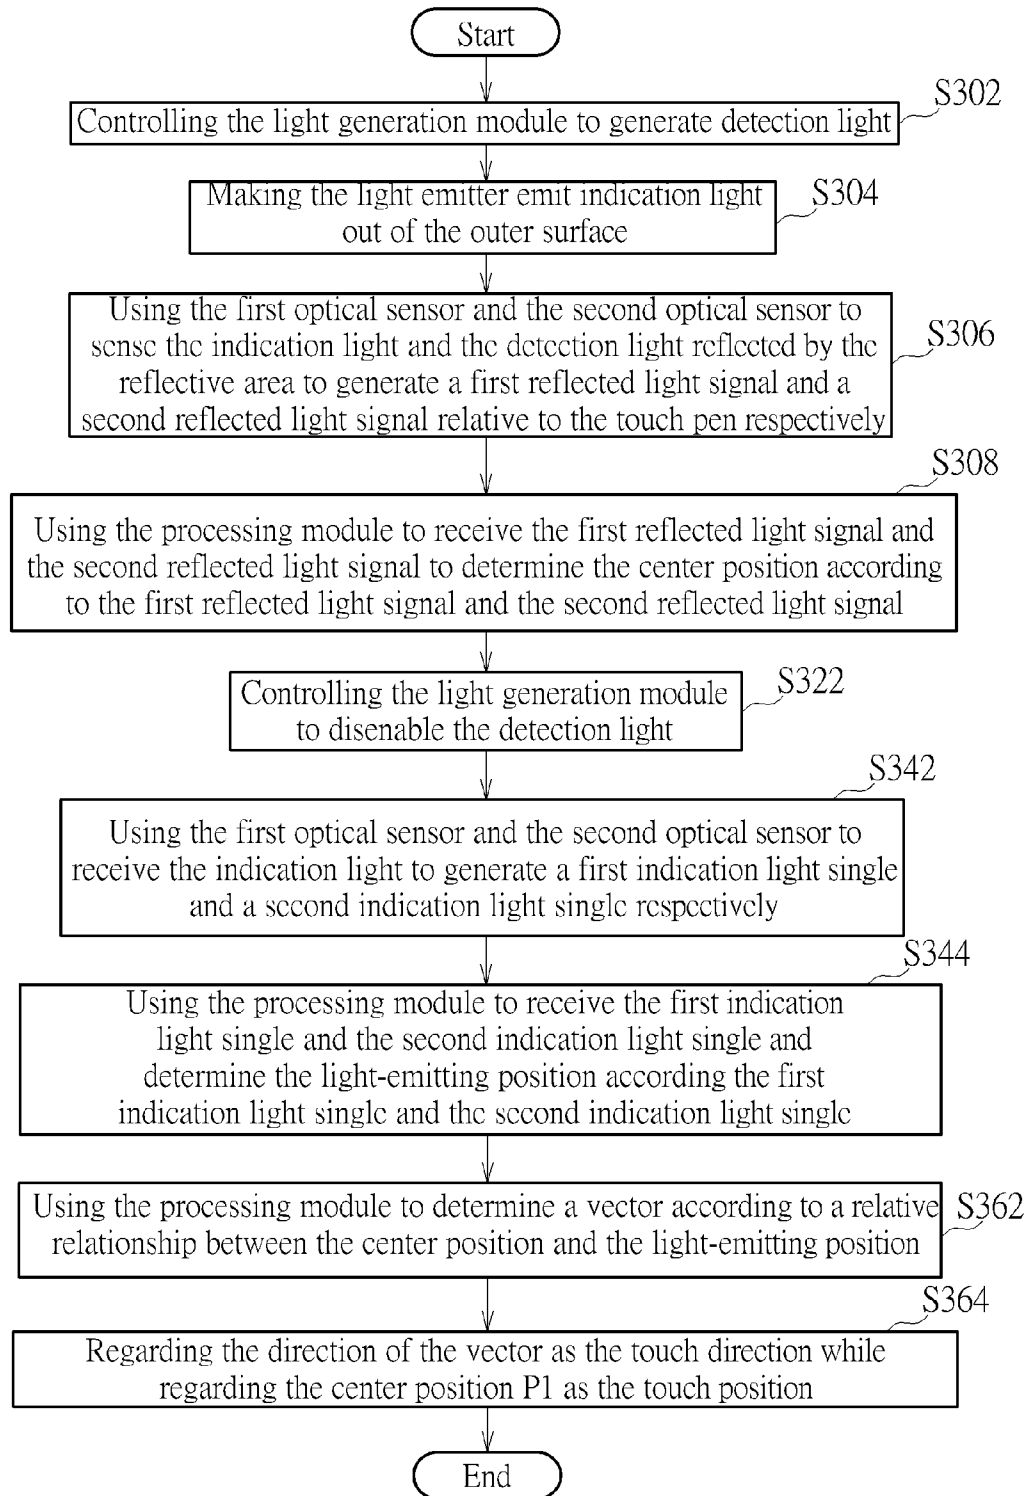 Start
S302
Controlling the light generation module to generate detection light
S304
Making the light emitter emit indication light
out of the outer surface
S306
Using the first optical sensor and the second optical sensor to
sense the indication light and the detection light reflected by the
reflective area to generate a first reflected light signal and a
second reflected light signal relative to the touch pen respectively
S308
Using the processing module to receive the first reflected light signal and
the second reflected light signal to determine the center position according
to the first reflected light signal and the second reflected light signal
S322
Controlling the light generation module
to disenable the detection light
S342
Using the first optical sensor and the second optical sensor to
receive the indication light to generate a first indication light single
and a second indication light single respectively
S344
Using the processing module to receive the first indication
light single and the second indication light single and
determine the light-emitting position according the first
indication light single and the second indication light single
S362
Using the processing module to determine a vector according to a relative
relationship between the center position and the light-emitting position
S364
Regarding the direction of the vector as the touch direction while
regarding the center position P1 as the touch position
End